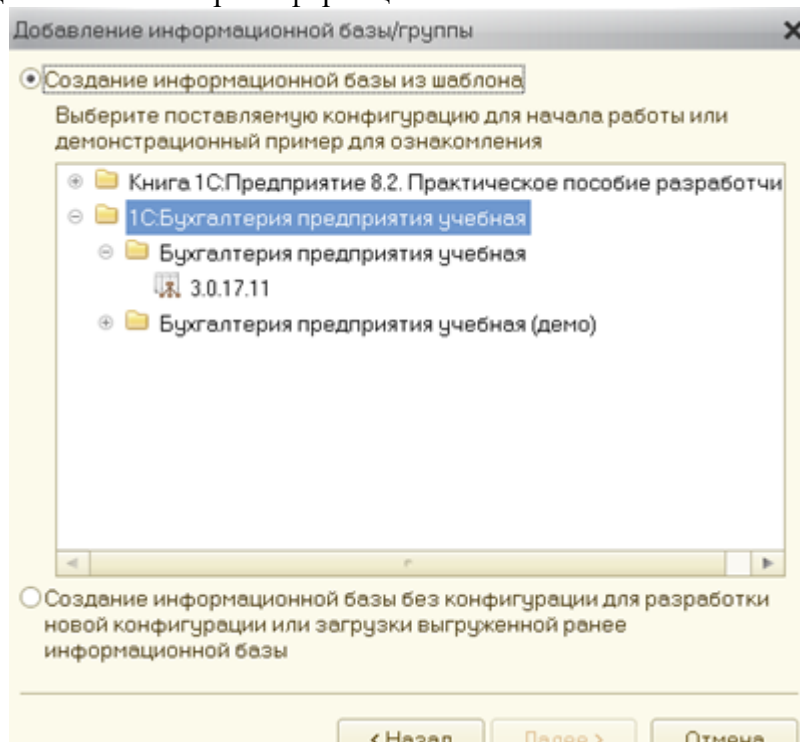 Добавление информационной базы/группы
Создание информационной базы из шаблона
Выберите поставляемую конфигурацию для начала работы или
демонстрационный пример для ознакомления
Книга 1С:Предприятие 8.2. Практическое пособие разработчи
1С:Бухгалтерия предприятия учебная
Бухгалтерия предприятия учебная
3.0.17.11
Бухгалтерия предприятия учебная (демо)
Создание информационной базы без конфигурации для разработки
новой конфигурации или загрузки выгруженной ранее
информационной базы
< Назад Далее > Отмена